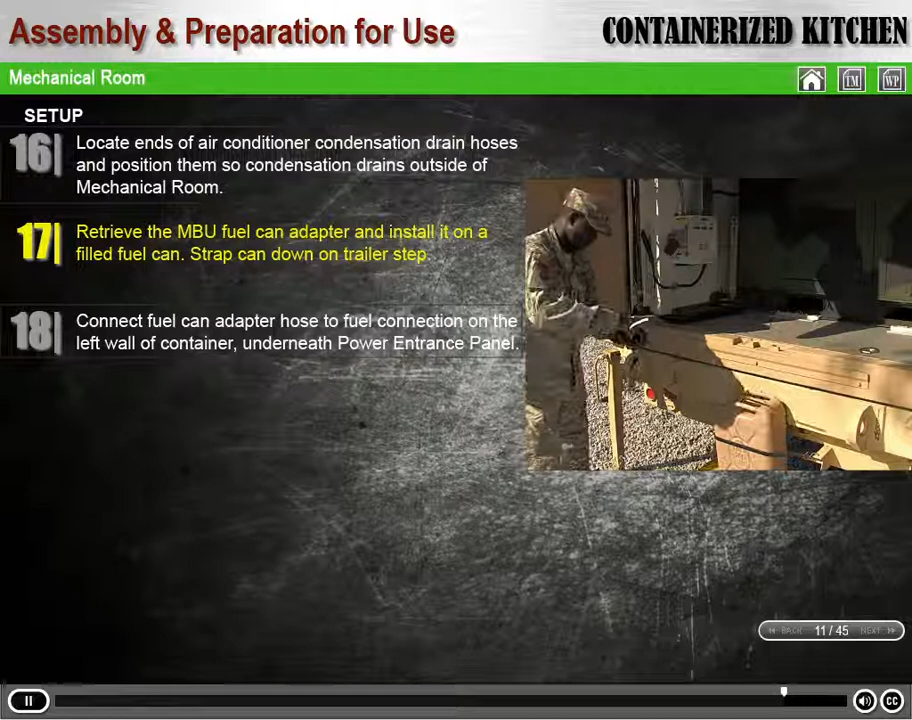 Assembly & Preparation for Use
CONTAINERIZED KITCHEN
Mechanical Room
TM
WP
SETUP
16
Locate ends of air conditioner condensation drain hoses
and position them so condensation drains outside of
Mechanical Room.
17
Retrieve the MBU fuel can adapter and install it on a
filled fuel can. Strap can down on trailer step.
18
Connect fuel can adapter hose to fuel connection on the
left wall of container, underneath Power Entrance Panel.
BACK 11 / 45 NEXT
CC